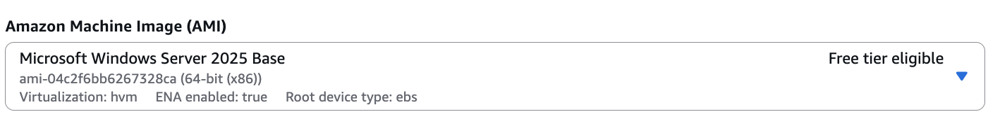 Amazon Machine Image (AMI)
Microsoft Windows Server 2025 Base Free tier eligible
ami-04c2f6bb6267328ca (64-bit (x86))
Virtualization: hvm ENA enabled: true Root device type: ebs